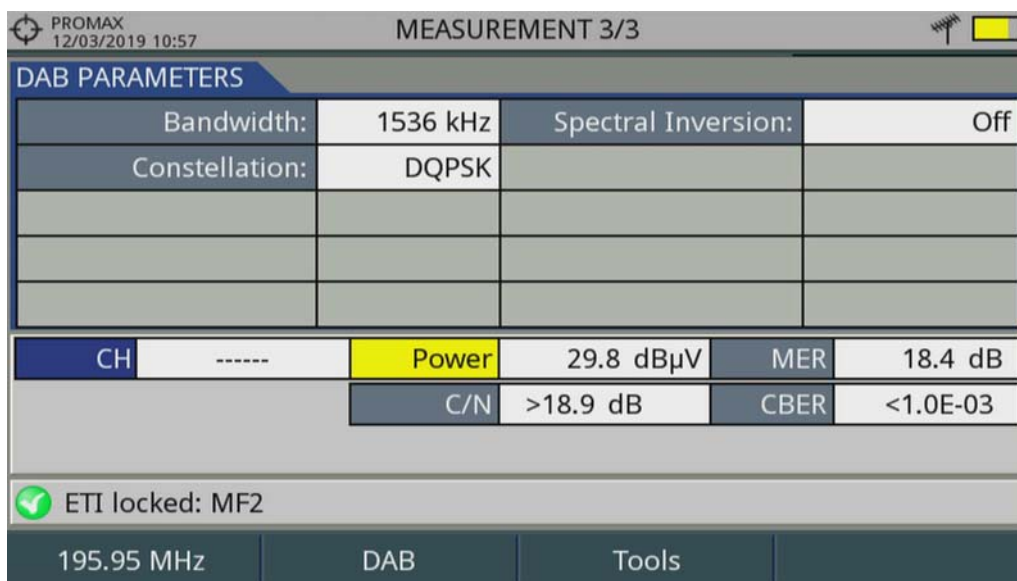 PROMAX
12/03/2019 10:57
MEASUREMENT 3/3
DAB PARAMETERS
Bandwidth: 1536 kHz Spectral Inversion: Off
Constellation: DQPSK
CH ------ Power 29.8 dBµV MER 18.4 dB
C/N >18.9 dB CBER <1.0E-03
ETI locked: MF2
195.95 MHz DAB Tools